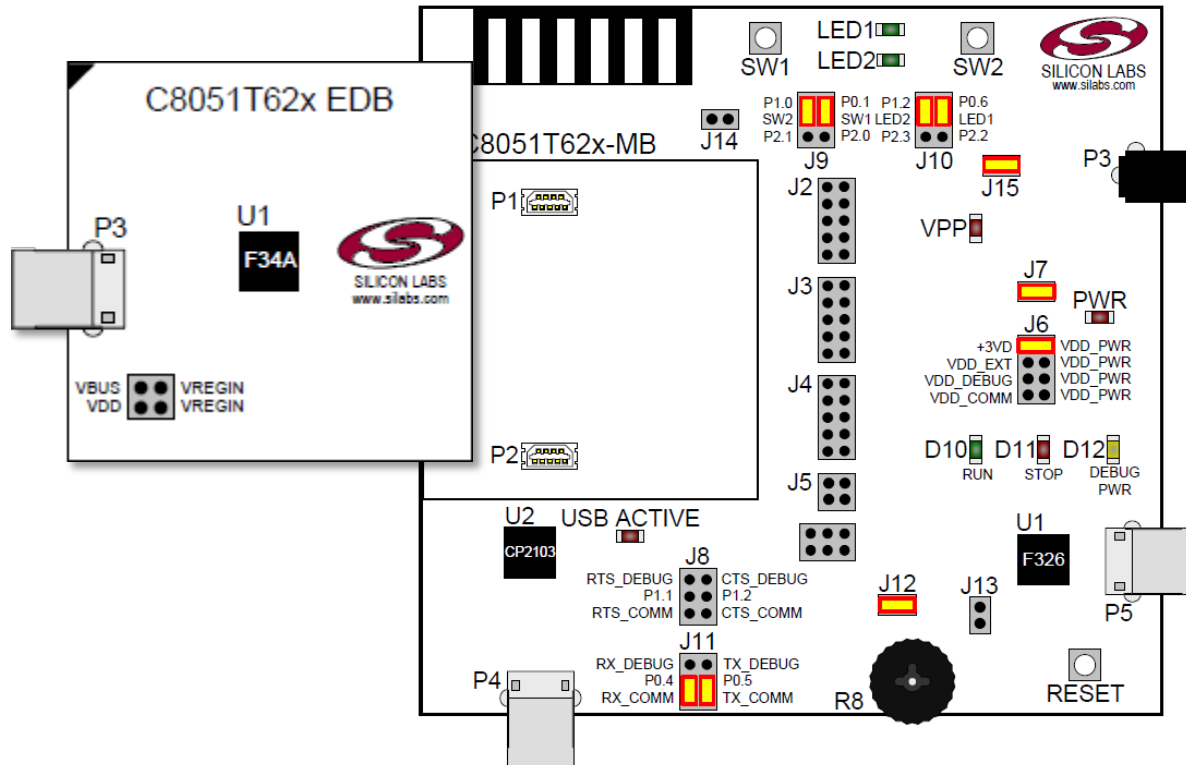 LED1
LED2
SW1
SW2
SILICON LABS
www.silabs.com
C8051T62x EDB
P1.0 P0.1 P1.2 P0.6
SW2 SW1 LED2 LED1
P2.1 P2.0 P2.3 P2.2
J14
J9
J10
C8051T62x-MB
J15
P3
J2
P1
P3
U1
F34A
SILICON LABS
www.silabs.com
VPP
J7
J3
PWR
J6
+3VD VDD_PWR
VDD_EXT VDD_PWR
VDD_DEBUG VDD_PWR
VDD_COMM VDD_PWR
VBUS VREGIN
VDD VREGIN
J4
P2
D10 D11 D12
RUN STOP DEBUG
PWR
J5
U2
CP2103
USB ACTIVE
U1
F326
J8
RTS_DEBUG CTS_DEBUG
P1.1 P1.2
RTS_COMM CTS_COMM
J12
J13
P5
J11
RX_DEBUG TX_DEBUG
P0.4 P0.5
RX_COMM TX_COMM
P4
R8
RESET